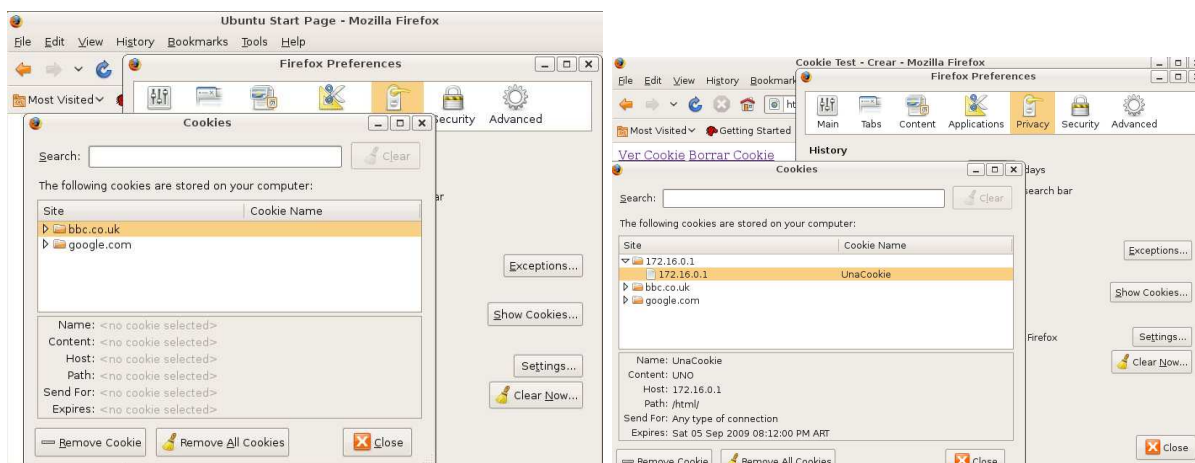 Ubuntu Start Page - Mozilla Firefox
File Edit View History Bookmarks Tools Help
Firefox Preferences
Most Visited
Security Advanced
Cookies
Search: Clear
The following cookies are stored on your computer:
ar
Site Cookie Name
bbc.co.uk
google.com
Exceptions...
Show Cookies...
Name: <no cookie selected>
Content: <no cookie selected>
Host: <no cookie selected>
Path: <no cookie selected>
Send For: <no cookie selected>
Expires: <no cookie selected>
Settings...
Clear Now...
Remove Cookie Remove All Cookies Close
Cookie Test - Crear - Mozilla Firefox
File Edit View History Bookmark
Firefox Preferences
ht
Main Tabs Content Applications Privacy Security Advanced
Most Visited Getting Started
History
Ver Cookie Borrar Cookie
Cookies
days
search bar
Search: Clear
The following cookies are stored on your computer:
Site Cookie Name
172.16.0.1
172.16.0.1 UnaCookie
bbc.co.uk
google.com
Exceptions...
Show Cookies...
Firefox
Settings...
Clear Now...
Name: UnaCookie
Content: UNO
Host: 172.16.0.1
Path: /html/
Send For: Any type of connection
Expires: Sat 05 Sep 2009 08:12:00 PM ART
Close
Remove Cookie Remove All Cookies Close